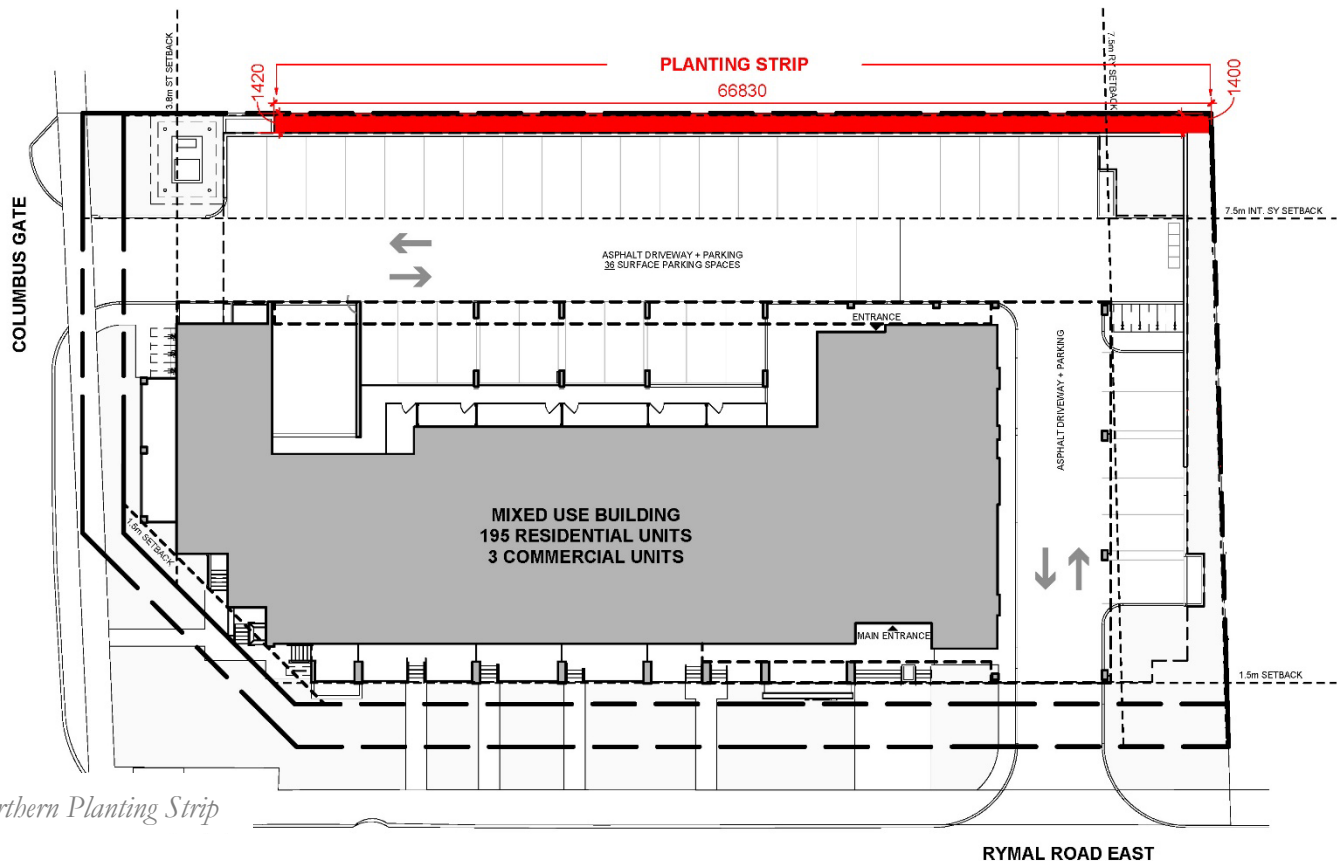 PLANTING STRIP
66830
1420
1400
3.8m ST SETBACK
7.5m RY SETBACK
COLUMBUS GATE
7.5m INT. SY SETBACK
ASPHALT DRIVEWAY + PARKING
36 SURFACE PARKING SPACES
ENTRANCE
ASPHALT DRIVEWAY + PARKING
MIXED USE BUILDING
195 RESIDENTIAL UNITS
3 COMMERCIAL UNITS
1.5m SETBACK
MAIN ENTRANCE
1.5m SETBACK
rthern Planting Strip
RYMAL ROAD EAST